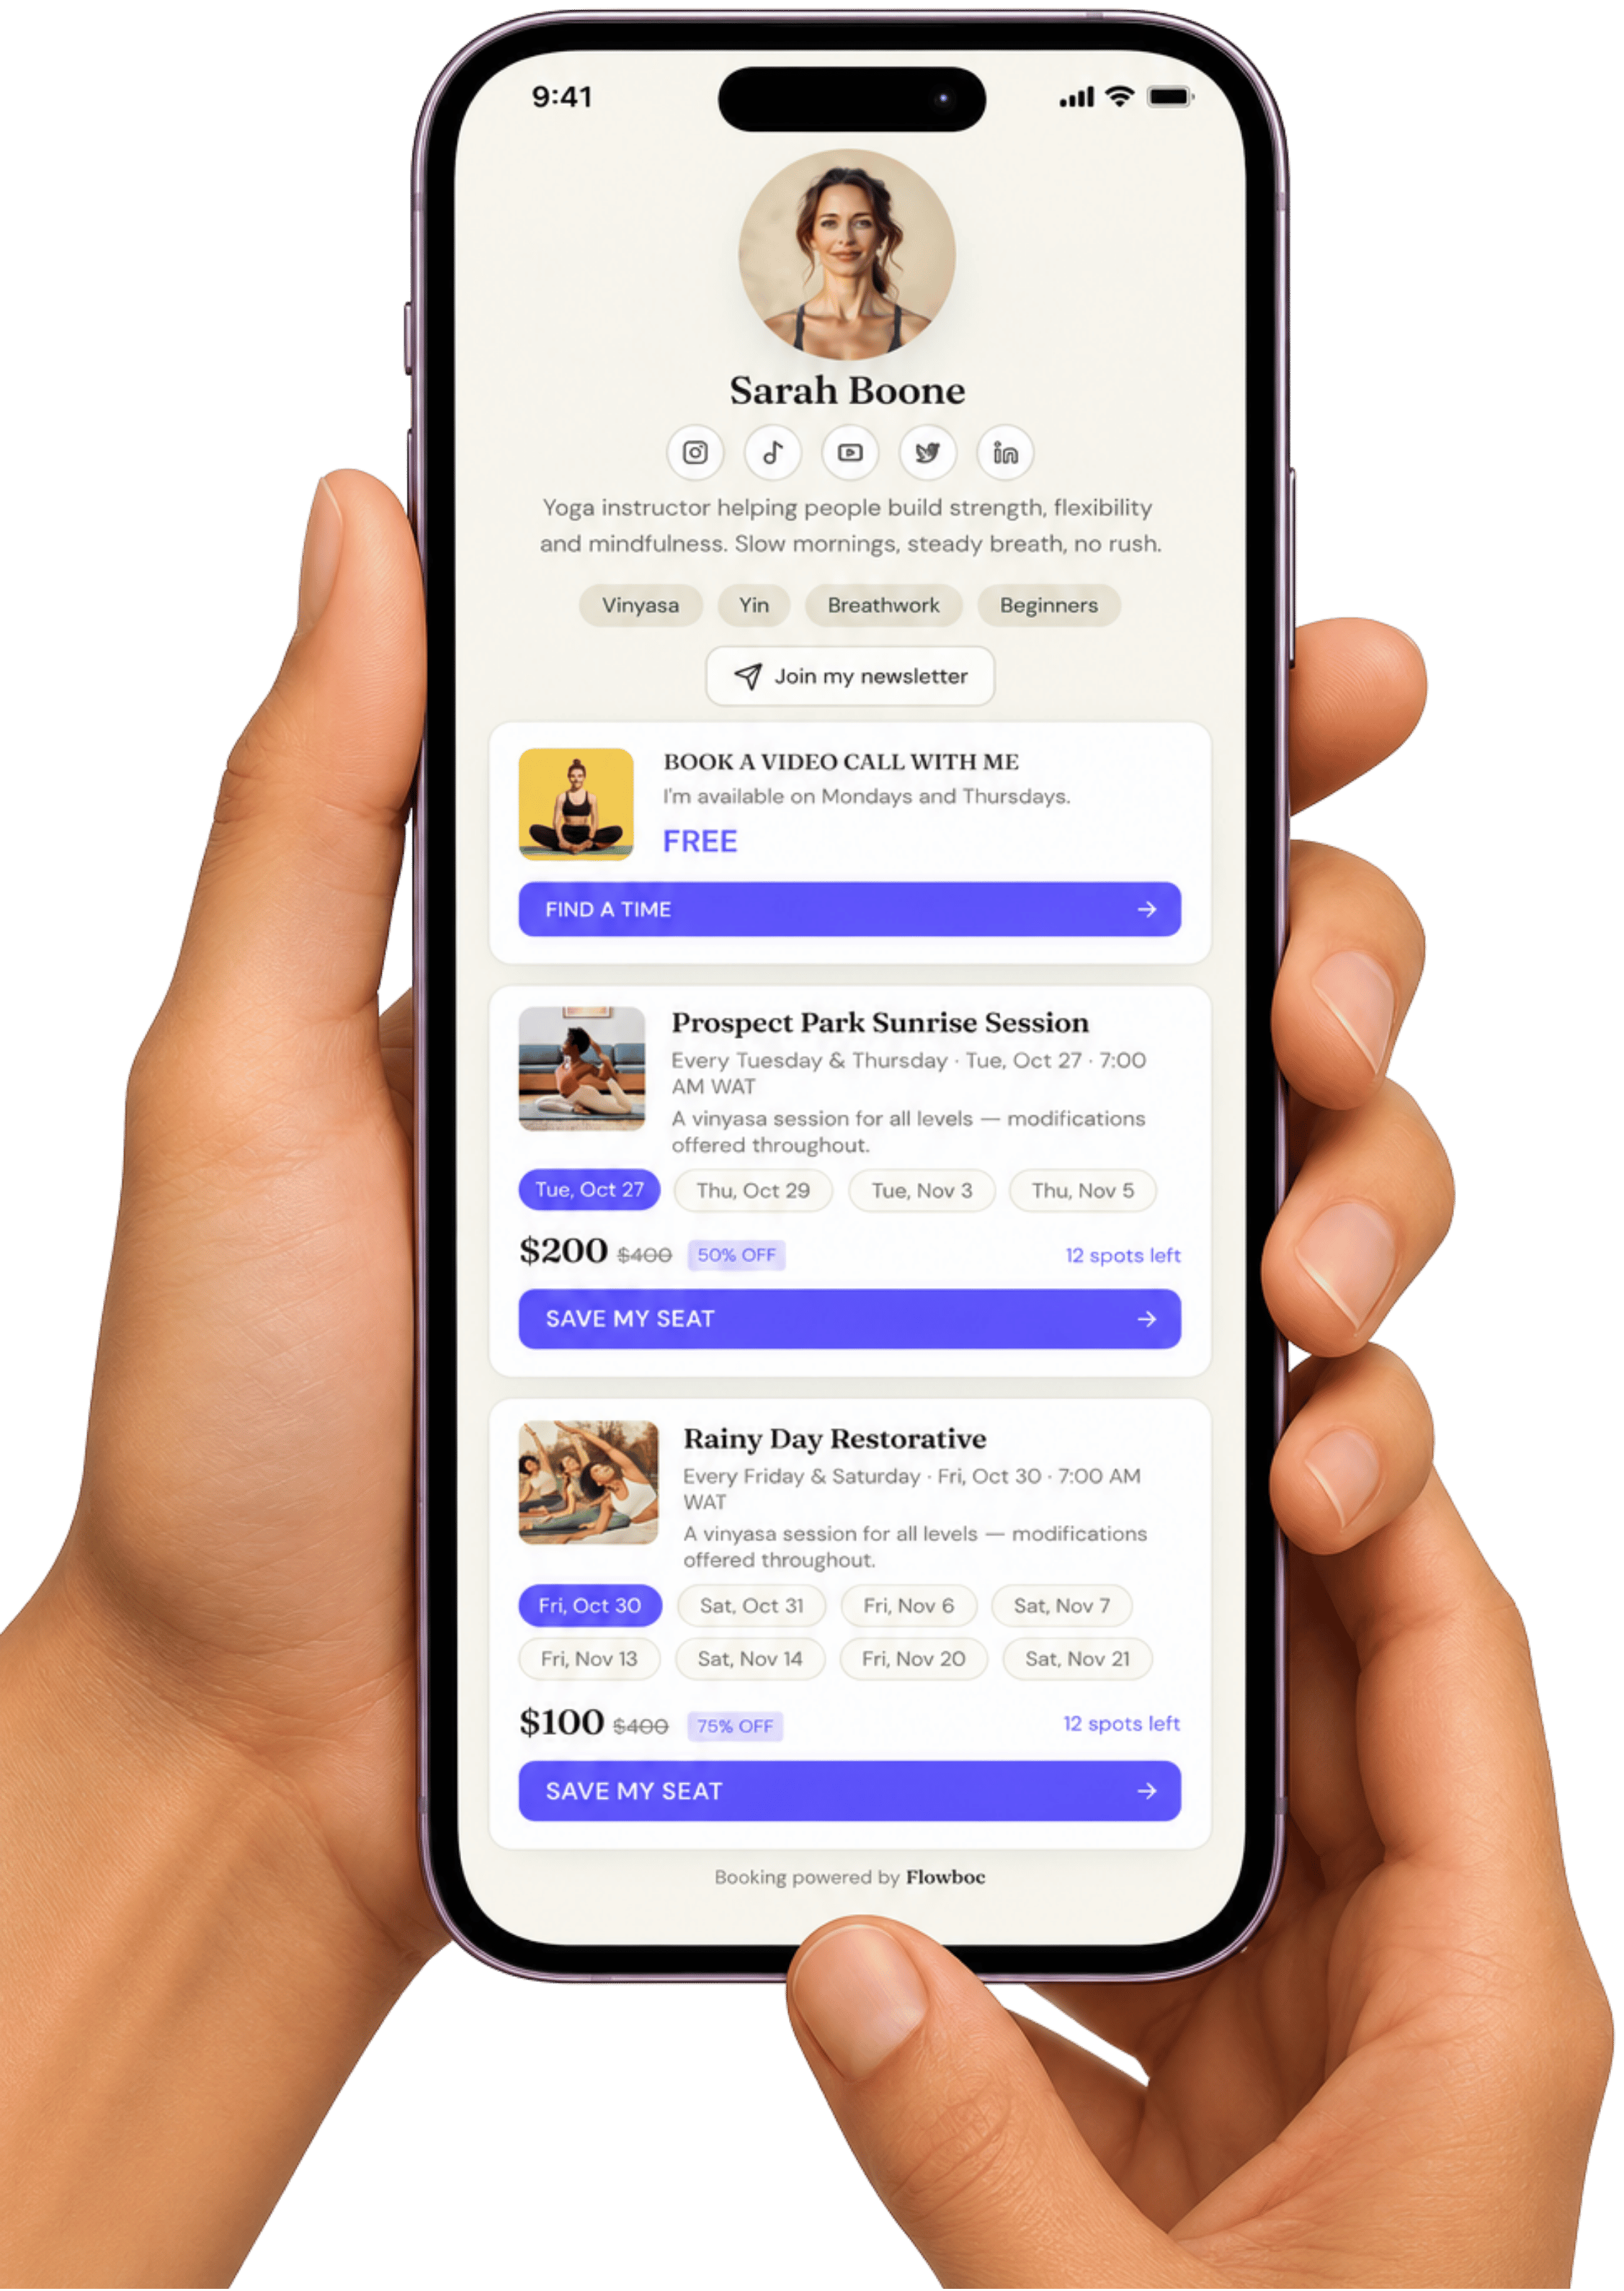 9:41
Sarah Boone
Yoga instructor helping people build strength, flexibility
and mindfulness. Slow mornings, steady breath, no rush.
Vinyasa Yin Breathwork Beginners
Join my newsletter
BOOK A VIDEO CALL WITH ME
I'm available on Mondays and Thursdays.
FREE
FIND A TIME →
Prospect Park Sunrise Session
Every Tuesday & Thursday · Tue, Oct 27 · 7:00
AM WAT
A vinyasa session for all levels — modifications
offered throughout.
Tue, Oct 27 Thu, Oct 29 Tue, Nov 3 Thu, Nov 5
$200 $400 50% OFF 12 spots left
SAVE MY SEAT →
Rainy Day Restorative
Every Friday & Saturday · Fri, Oct 30 · 7:00 AM
WAT
A vinyasa session for all levels — modifications
offered throughout.
Fri, Oct 30 Sat, Oct 31 Fri, Nov 6 Sat, Nov 7
Fri, Nov 13 Sat, Nov 14 Fri, Nov 20 Sat, Nov 21
$100 $400 75% OFF 12 spots left
SAVE MY SEAT →
Booking powered by Flowboc